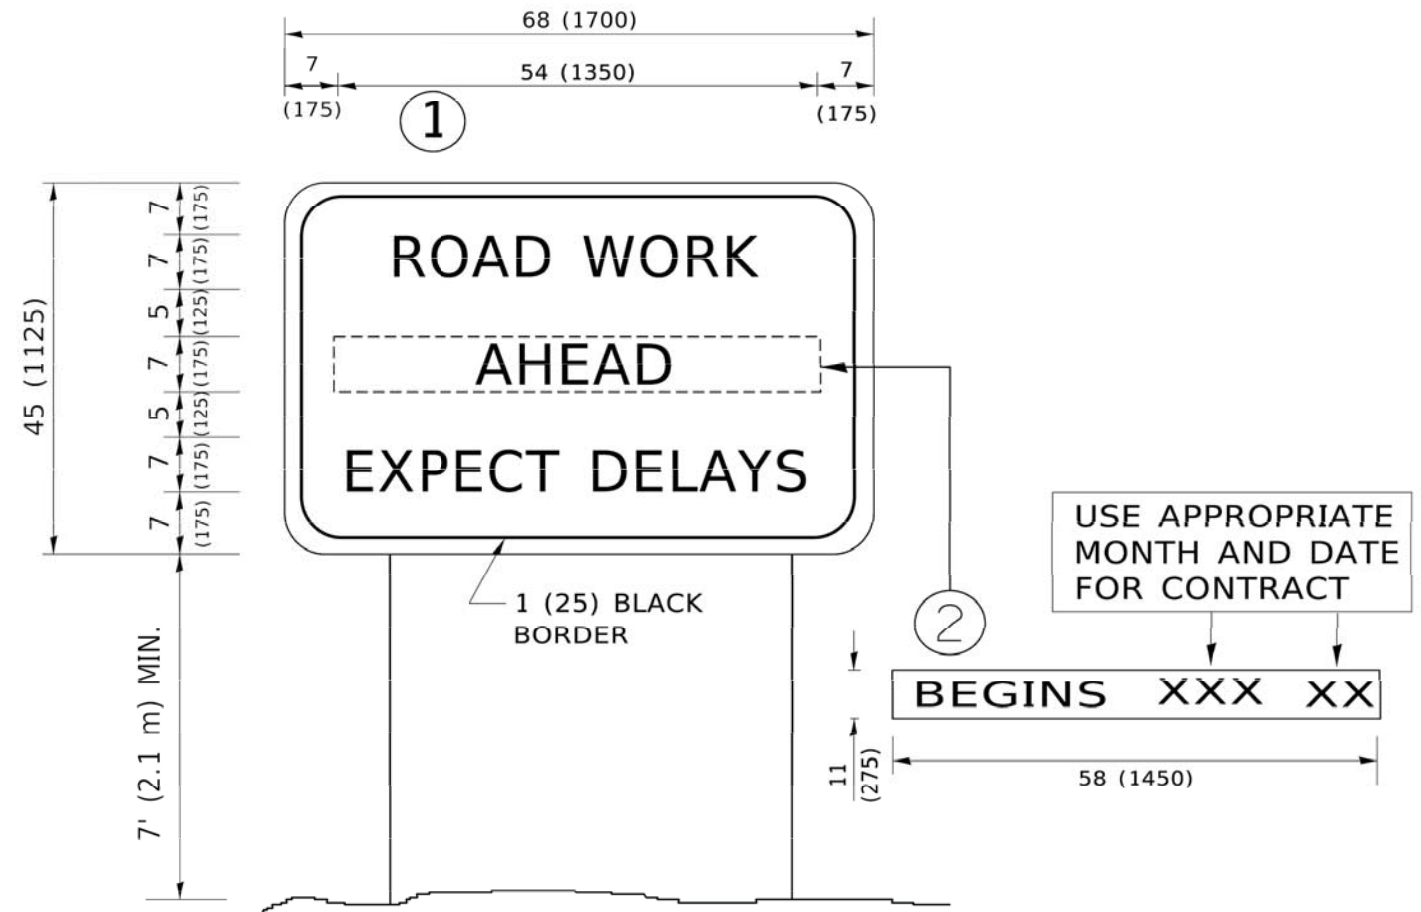 68 (1700)
7
54 (1350)
7
(175)
(175)
1
7
(175)
7
(175)
5
(125)
7
(175)
5
(125)
7
(175)
7
(175)
45 (1125)
ROAD WORK
AHEAD
EXPECT DELAYS
1 (25) BLACK
BORDER
7' (2.1 m) MIN.
USE APPROPRIATE
MONTH AND DATE
FOR CONTRACT
2
BEGINS XXX XX
11
(275)
58 (1450)